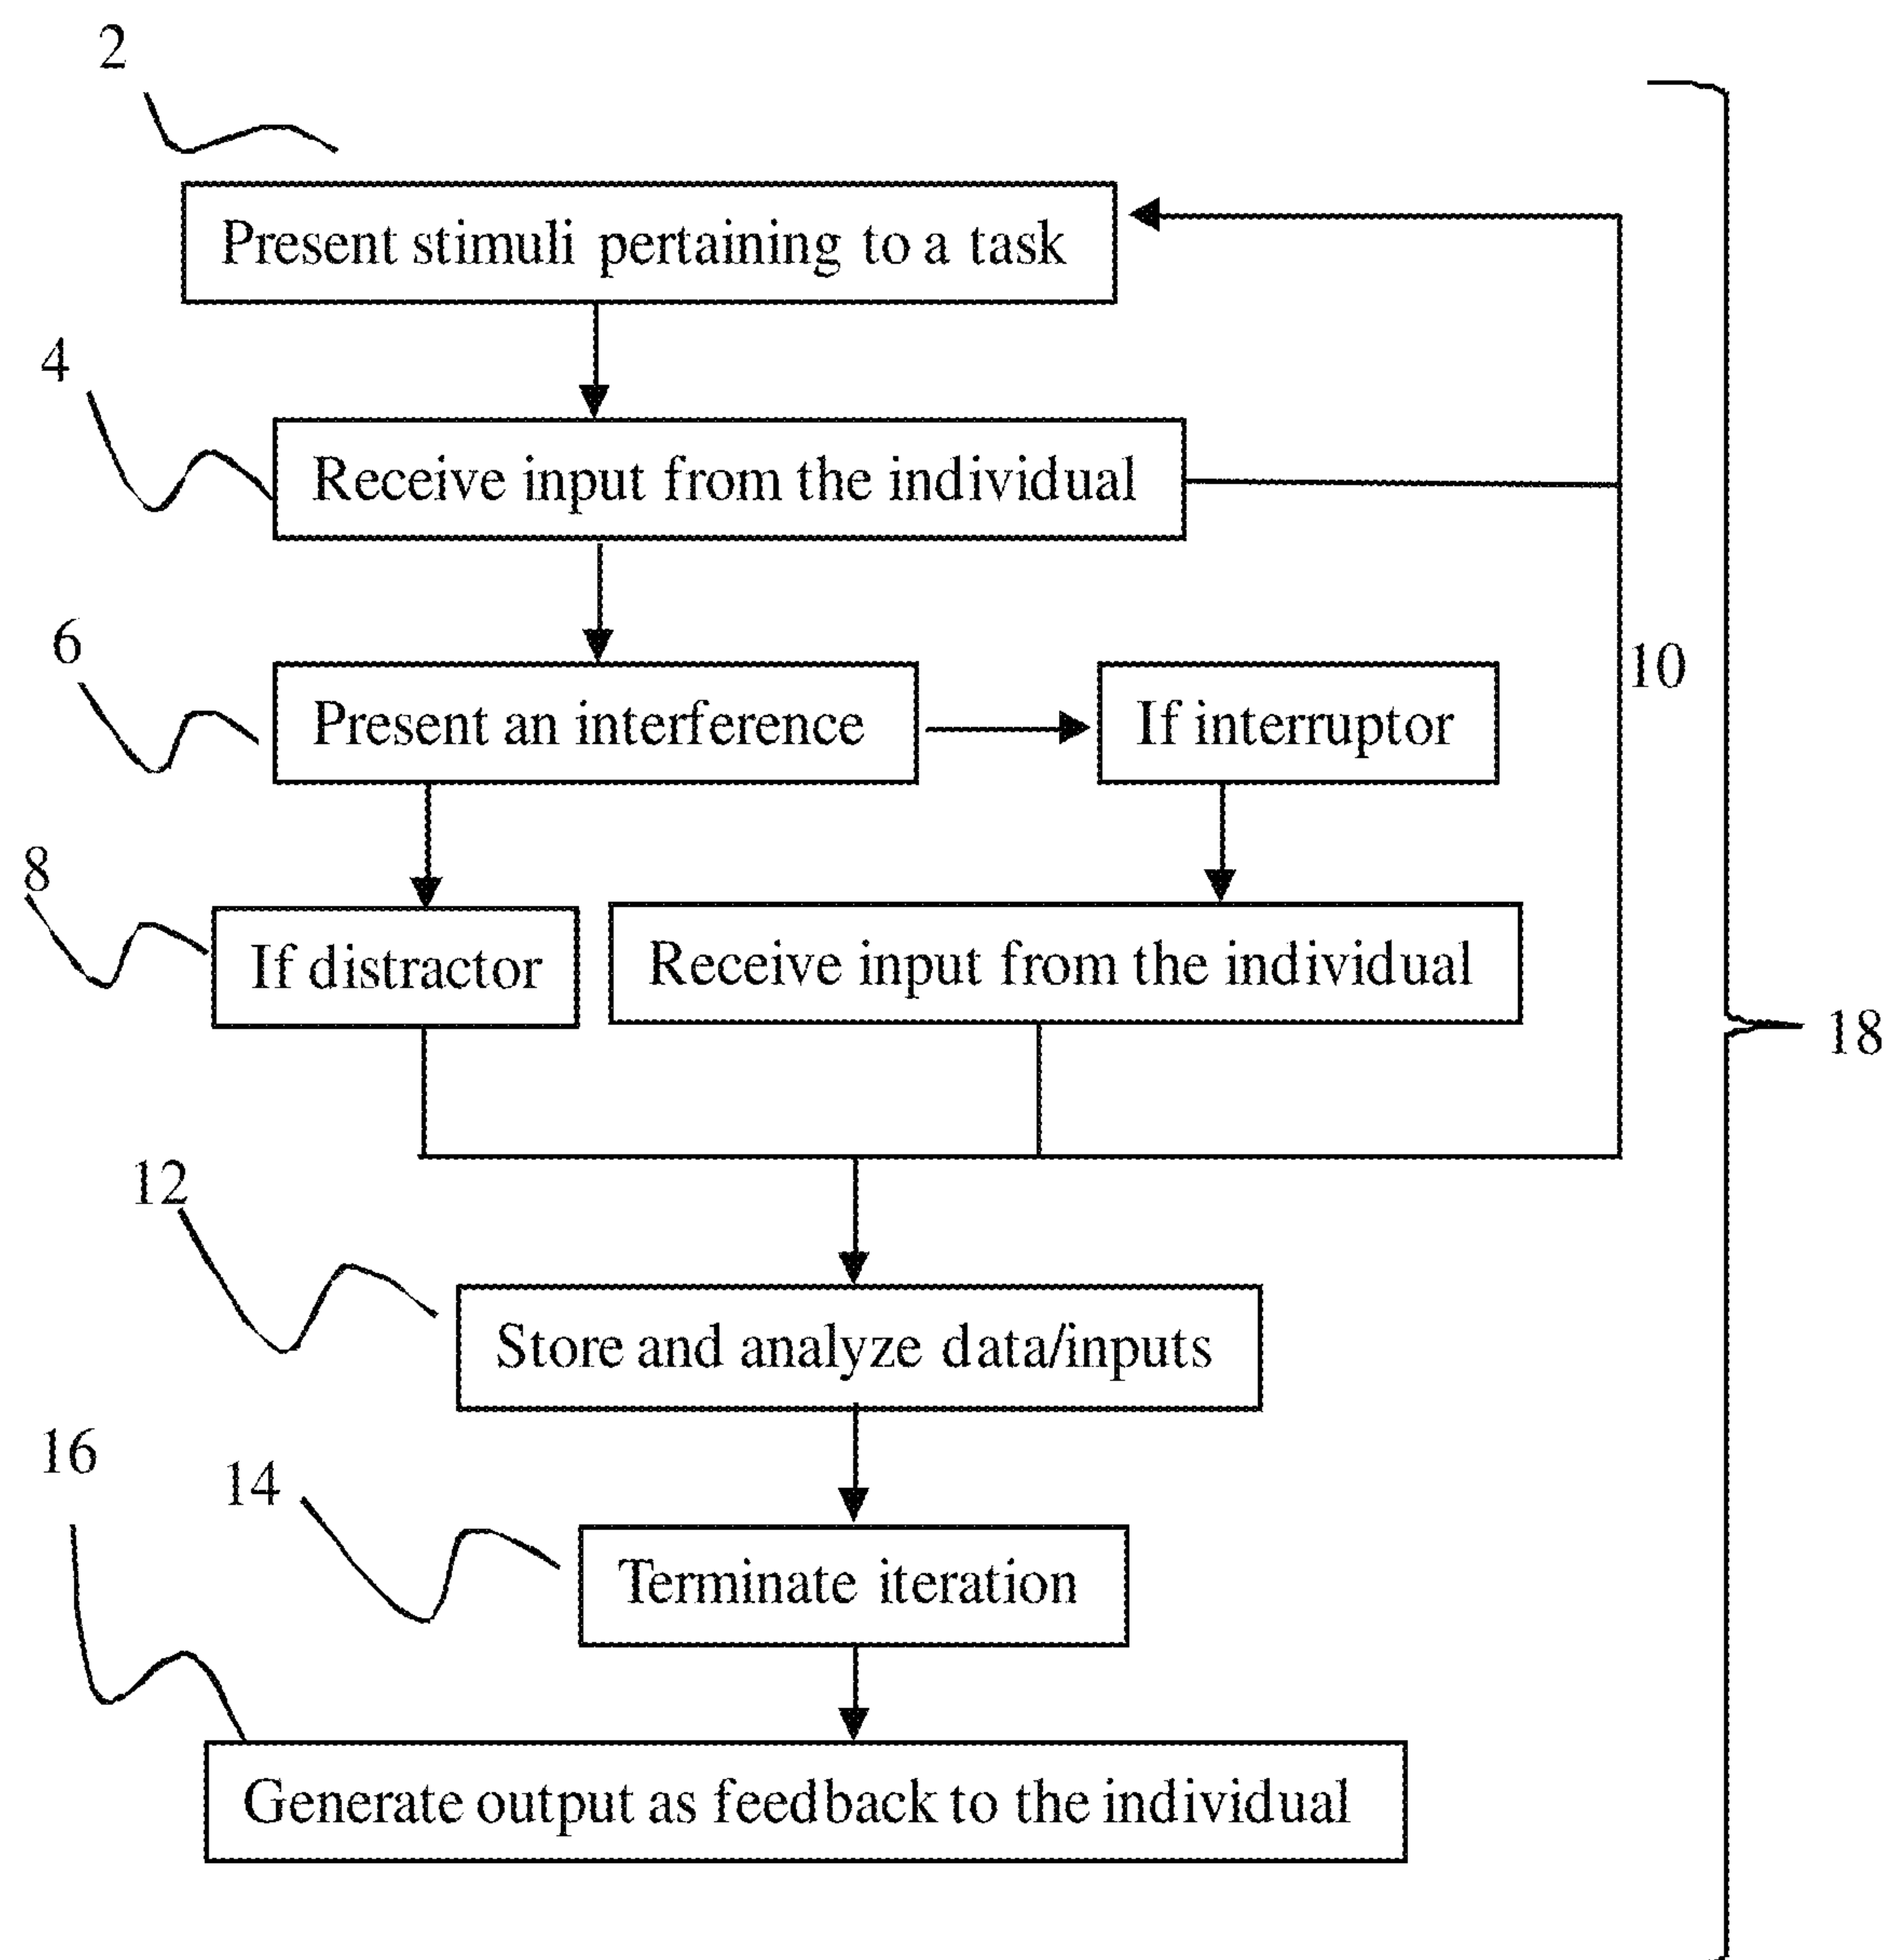 2
Present stimuli pertaining to a task
4
Receive input from the individual
6
Present an interference
If interruptor
10
8
If distractor
Receive input from the individual
18
12
Store and analyze data/inputs
16
14
Terminate iteration
Generate output as feedback to the individual